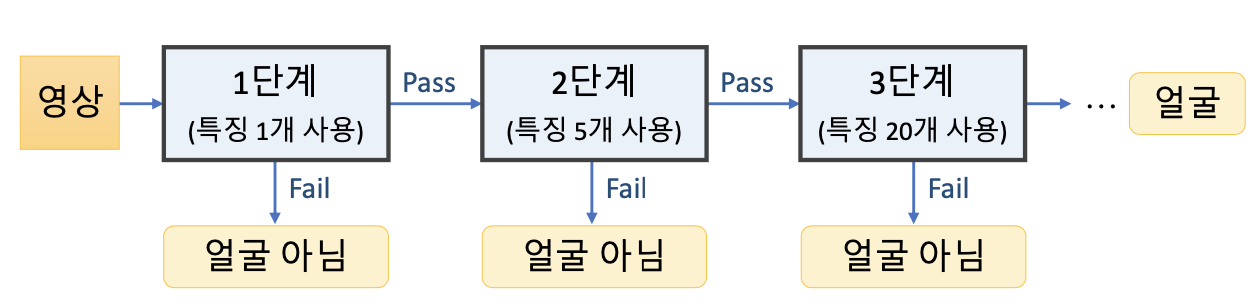 영상
1단계
(특징 1개 사용)
Pass
2단계
(특징 5개 사용)
Pass
3단계
(특징 20개 사용)
...
얼굴
Fail
Fail
Fail
얼굴 아님
얼굴 아님
얼굴 아님